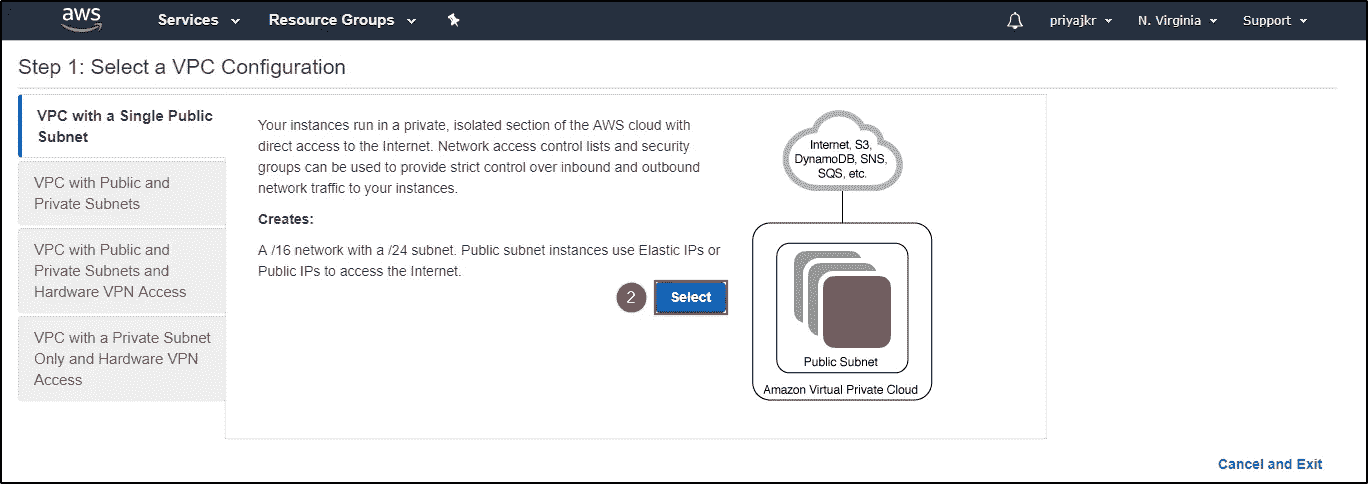 aws Services Resource Groups priyajkr N. Virginia Support
Step 1: Select a VPC Configuration
VPC with a Single Public
Subnet
VPC with Public and
Private Subnets
VPC with Public and
Private Subnets and
Hardware VPN Access
VPC with a Private Subnet
Only and Hardware VPN
Access
Your instances run in a private, isolated section of the AWS cloud with
direct access to the Internet. Network access control lists and security
groups can be used to provide strict control over inbound and outbound
network traffic to your instances.
Creates:
A /16 network with a /24 subnet. Public subnet instances use Elastic IPs or
Public IPs to access the Internet.
2 Select
Internet, S3,
DynamoDB, SNS,
SQS, etc.
Public Subnet
Amazon Virtual Private Cloud
Cancel and Exit